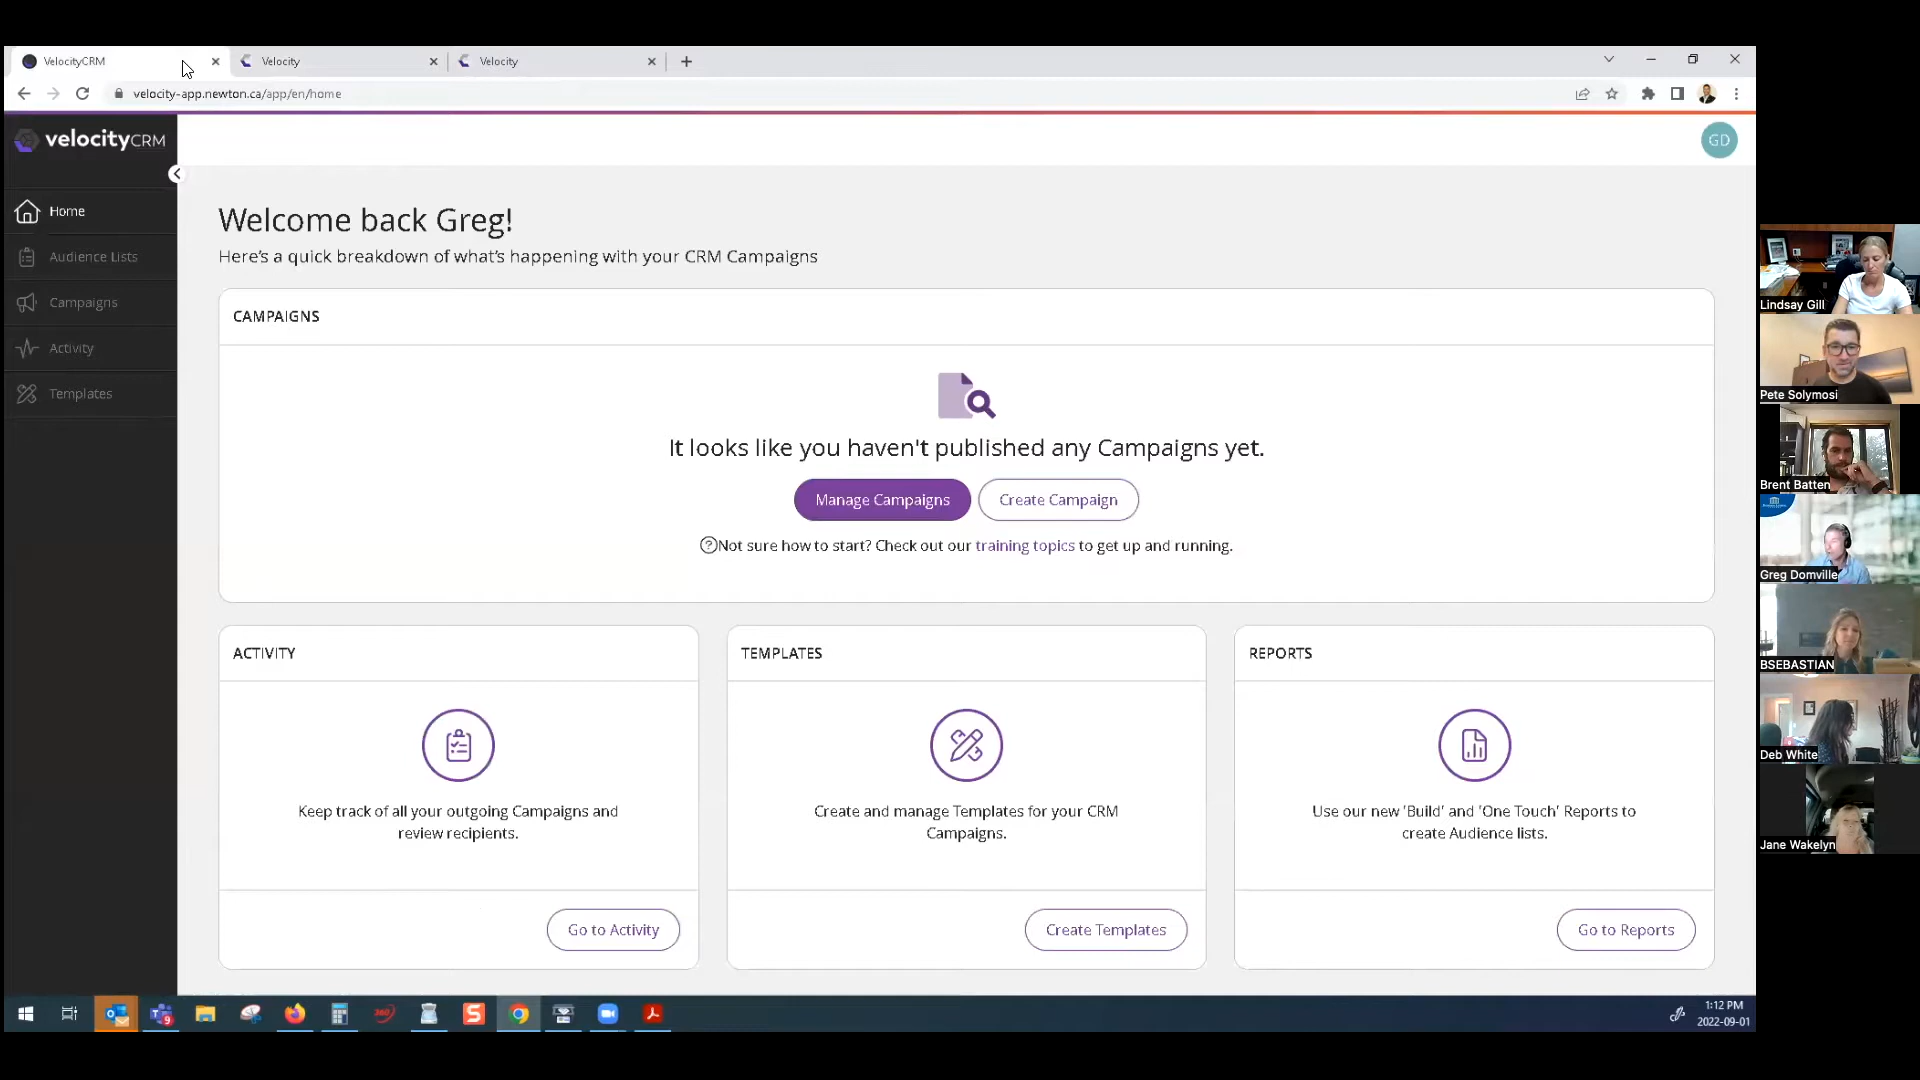 VelocityCRM
Velocity
Velocity
velocity-app.newton.ca/app/en/home
velocityCRM
GD
Home
Audience Lists
Campaigns
Activity
Templates
Welcome back Greg!
Here's a quick breakdown of what's happening with your CRM Campaigns
CAMPAIGNS
It looks like you haven't published any Campaigns yet.
Manage Campaigns
Create Campaign
?Not sure how to start? Check out our training topics to get up and running.
ACTIVITY
Keep track of all your outgoing Campaigns and
review recipients.
Go to Activity
TEMPLATES
Create and manage Templates for your CRM
Campaigns.
Create Templates
REPORTS
Use our new 'Build' and 'One Touch' Reports to
create Audience lists.
Go to Reports
Lindsay Gill
Pete Solymosi
Brent Batten
Greg Domville
BSEBASTIAN
Deb White
Jane Wakelyn
9
360
S
1:12 PM
2022-09-01